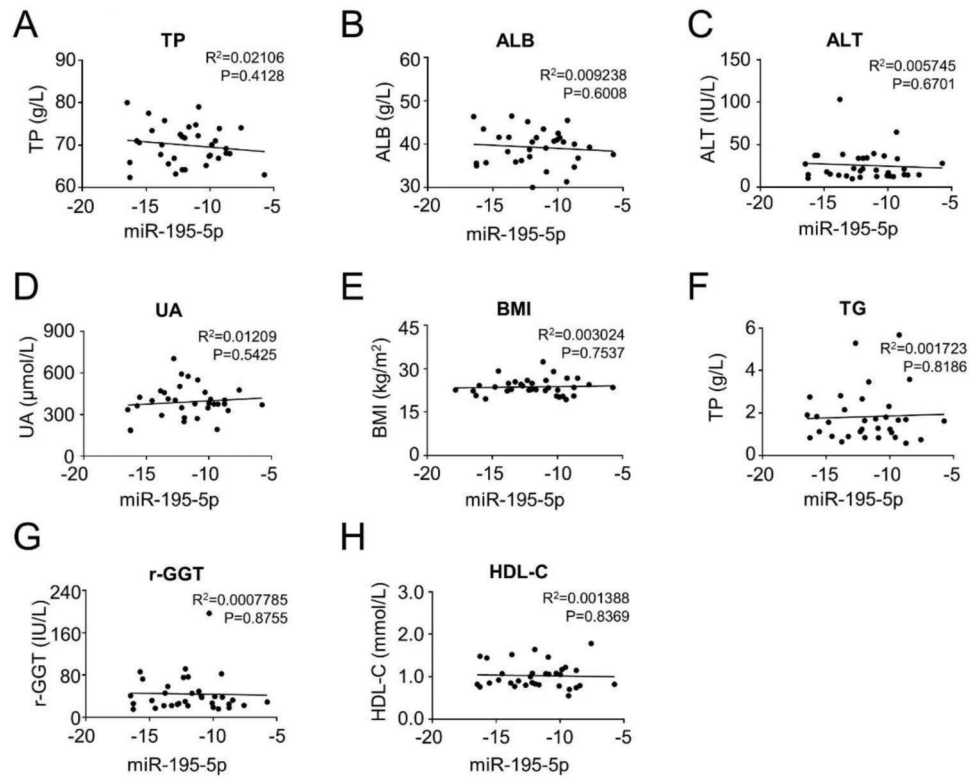 A
TP
R²=0.02106
P=0.4128
TP (g/L)
90
80
70
60
-20 -15 -10 -5
miR-195-5p
B
ALB
R²=0.009238
P=0.6008
ALB (g/L)
60
50
40
30
-20 -15 -10 -5
miR-195-5p
C
ALT
R²=0.005745
P=0.6701
ALT (IU/L)
150
100
50
0
-20 -15 -10 -5
miR-195-5p
D
UA
R²=0.01209
P=0.5425
UA (μmol/L)
900
600
300
0
-20 -15 -10 -5
miR-195-5p
E
BMI
R²=0.003024
P=0.7537
BMI (kg/m²)
45
30
15
0
-20 -15 -10 -5
miR-195-5p
F
TG
R²=0.001723
P=0.8186
TP (g/L)
6
4
2
0
-20 -15 -10 -5
miR-195-5p
G
r-GGT
R²=0.0007785
P=0.8755
r-GGT (IU/L)
240
160
80
0
-20 -15 -10 -5
miR-195-5p
H
HDL-C
R²=0.001388
P=0.8369
HDL-C (mmol/L)
3.0
2.0
1.0
0.0
-20 -15 -10 -5
miR-195-5p